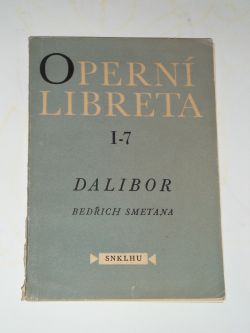 OPERNÍ
LIBRETA
I-7
DALIBOR
BEDŘICH SMETANA
SNKLHU